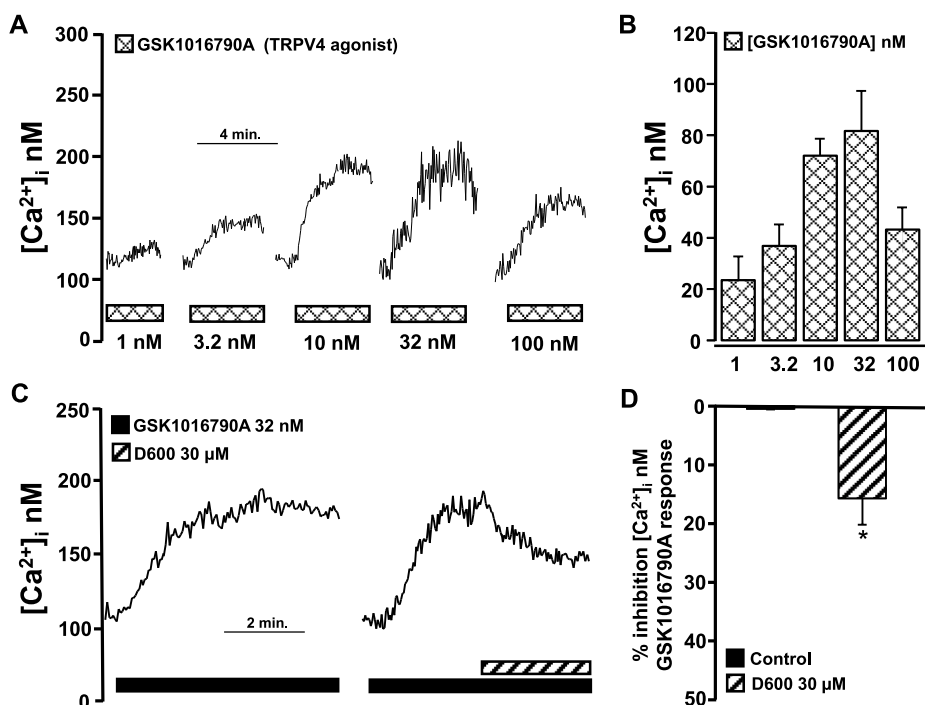 A
300
250
200
150
100
50
0
[Ca2+]i nM
GSK1016790A (TRPV4 agonist)
4 min.
1 nM 3.2 nM 10 nM 32 nM 100 nM
B
120
100
80
60
40
20
0
[Ca2+]i nM
[GSK1016790A] nM
1 3.2 10 32 100
C
250
200
150
100
0
[Ca2+]i nM
GSK1016790A 32 nM
D600 30 µM
2 min.
D
0
10
20
30
40
50
% inhibition [Ca2+]i nM
GSK1016790A response
*
Control
D600 30 µM